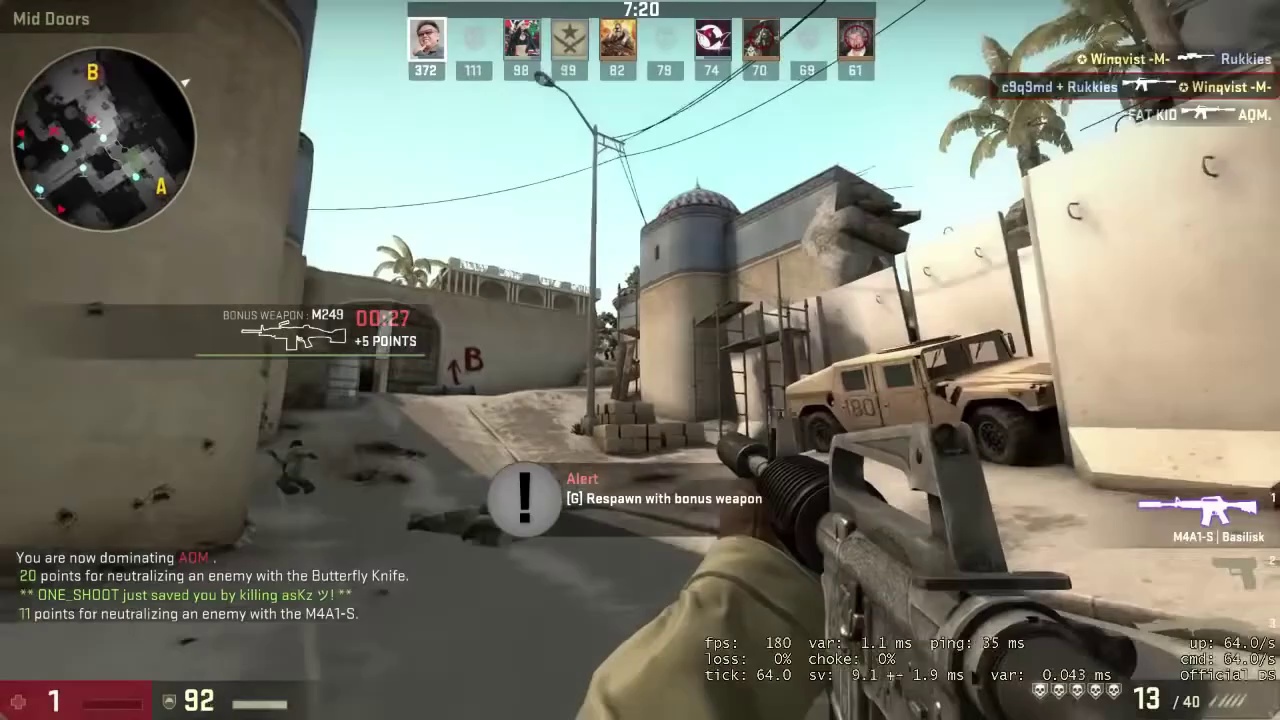 Mid Doors
7:20
372 111 98 99 82 79 74 70 69 61
✪ Winqvist -M- Rukkies
c9q9md + Rukkies ✪ Winqvist -M-
FAT KID AQM.
B
A
BONUS WEAPON : M249 00:27
+5 POINTS
B
180
Alert
[G] Respawn with bonus weapon
1
M4A1-S | Basilisk
2
3
You are now dominating AQM .
20 points for neutralizing an enemy with the Butterfly Knife.
** ONE_SHOOT just saved you by killing asKz ツ! **
11 points for neutralizing an enemy with the M4A1-S.
fps: 180 var: 1.1 ms ping: 35 ms up: 64.0/s
loss: 0% choke: 0% cmd: 64.0/s
tick: 64.0 sv: 9.1 +- 1.9 ms var: 0.043 ms Official DS
1 92 13 / 40